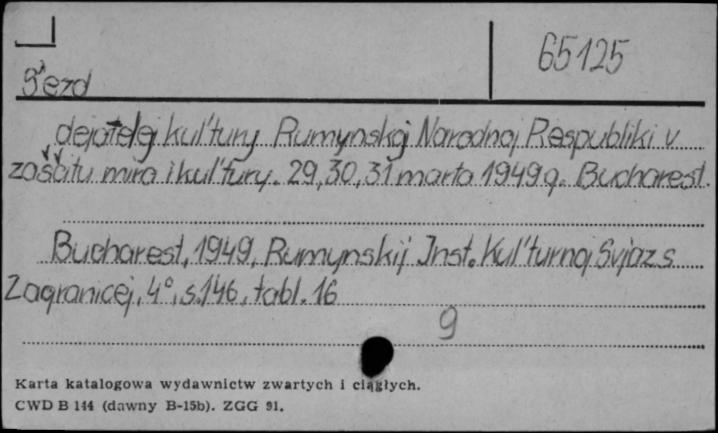 65125
S'ezd
dejatelej kul'tury Rumynskoj Narodnoj Respubliki v
zaščitu mira i kul'tury. 29, 30, 31 marta 1949 g. Bucharest.
Bucharest, 1949, Rumynskij Inst. Kul'turnoj Svjaz s
Zagranicej, 4°, s. 146, tabl. 16
9
Karta katalogowa wydawnictw zwartych i ciągłych.
CWD B 144 (dawny B-15b). ZGG 91.